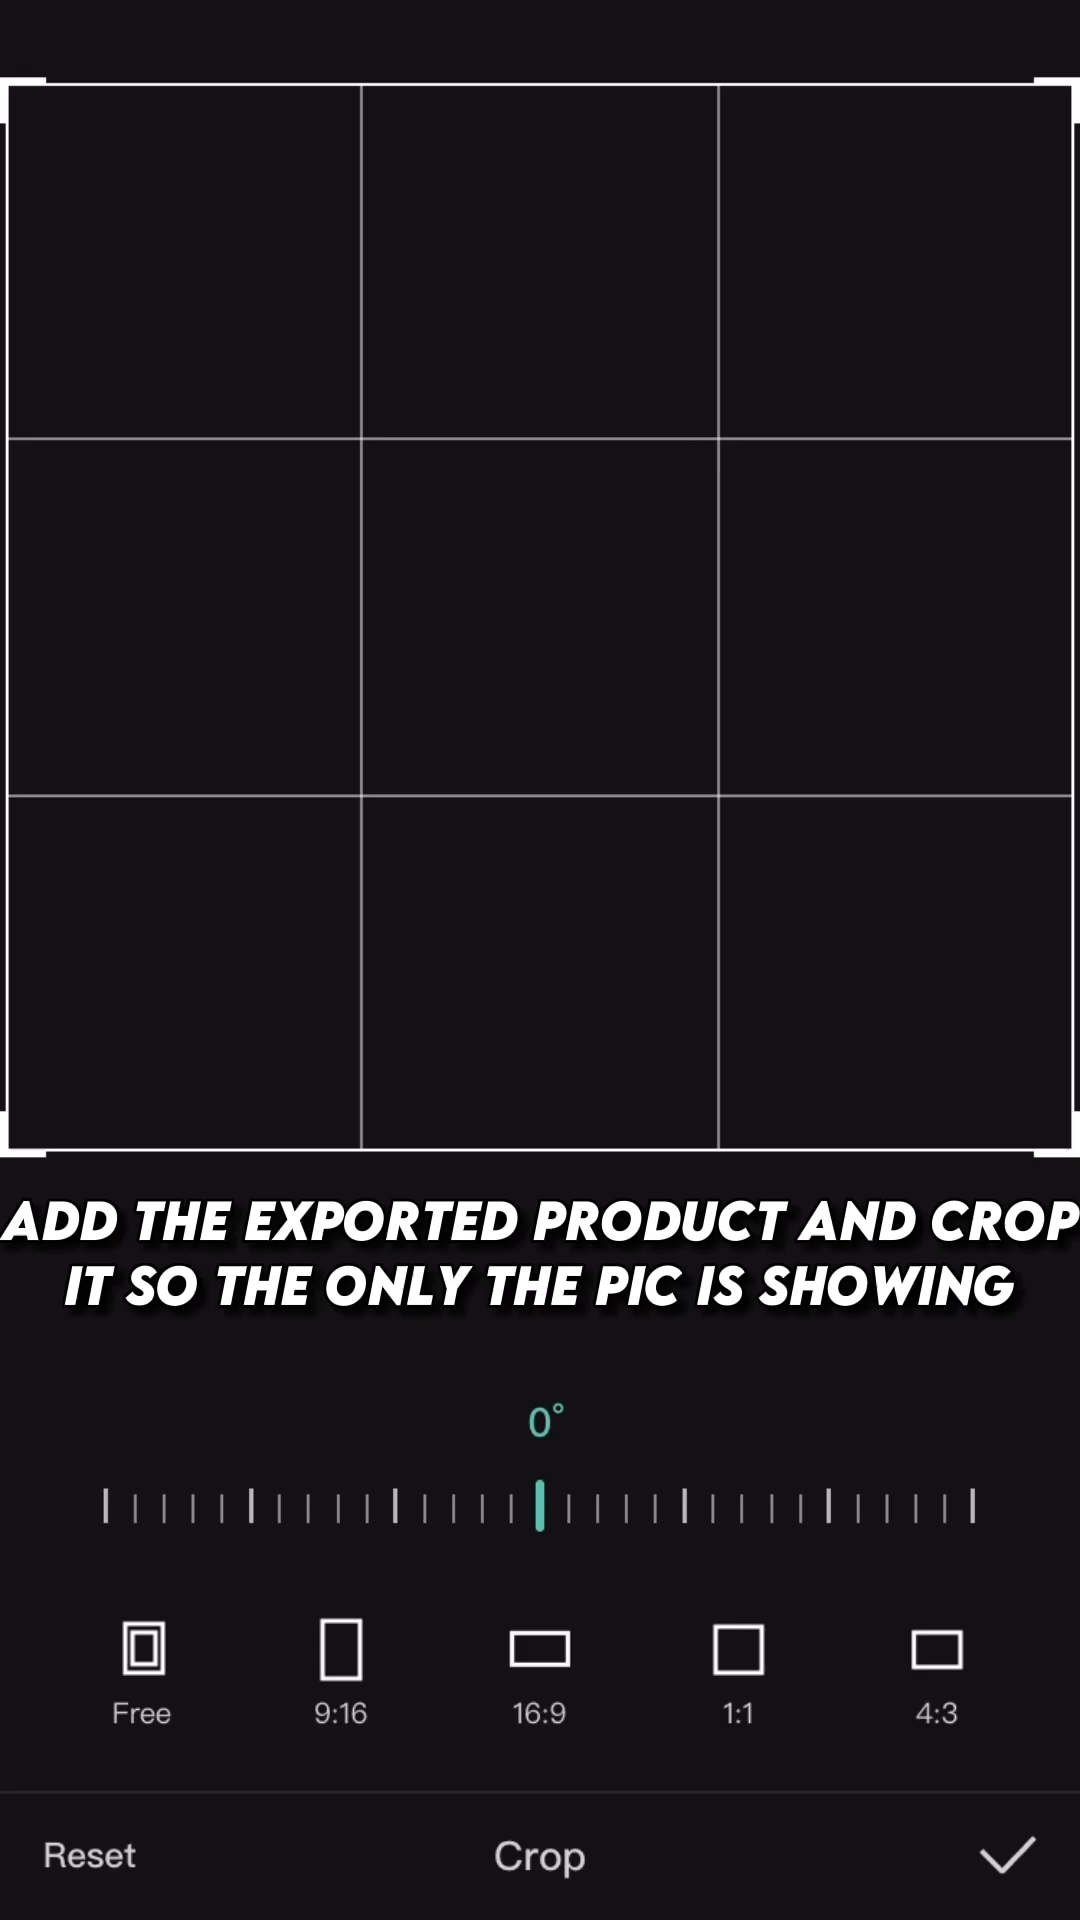 ADD THE EXPORTED PRODUCT AND CROP
IT SO THE ONLY THE PIC IS SHOWING
0°
Free 9:16 16:9 1:1 4:3
Reset Crop